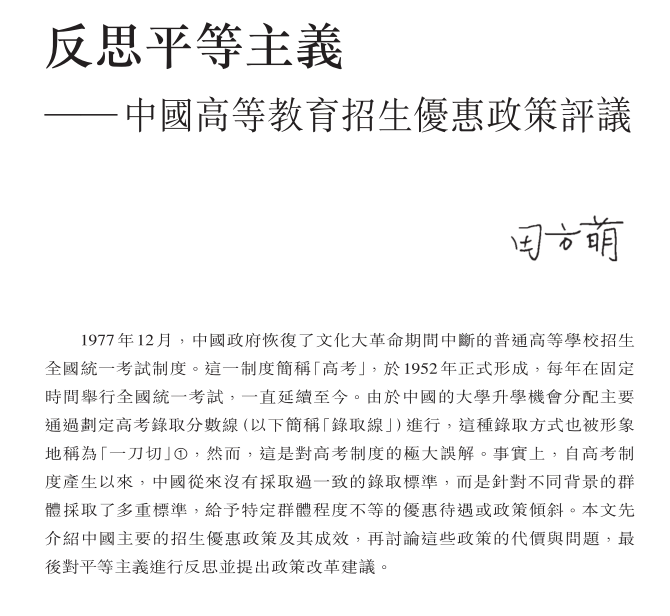 反思平等主義
——中國高等教育招生優惠政策評議
田方萌
1977年12月，中國政府恢復了文化大革命期間中斷的普通高等學校招生
全國統一考試制度。這一制度簡稱「高考」，於1952年正式形成，每年在固定
時間舉行全國統一考試，一直延續至今。由於中國的大學升學機會分配主要
通過劃定高考錄取分數線（以下簡稱「錄取線」）進行，這種錄取方式也被形象
地稱為「一刀切」①，然而，這是對高考制度的極大誤解。事實上，自高考制
度產生以來，中國從來沒有採取過一致的錄取標準，而是針對不同背景的群
體採取了多重標準，給予特定群體程度不等的優惠待遇或政策傾斜。本文先
介紹中國主要的招生優惠政策及其成效，再討論這些政策的代價與問題，最
後對平等主義進行反思並提出政策改革建議。